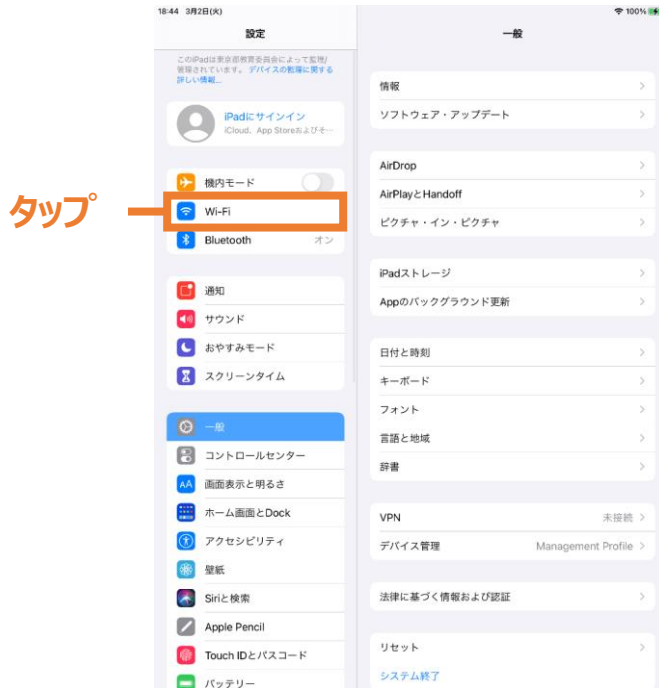 18:44 3月2日(火)
100%
設定
一般
このiPadは東京都教育委員会によって監理/
管理されています。デバイスの監理に関する
詳しい情報...
iPadにサインイン
iCloud、App Storeおよびそ…
機内モード
タップ
Wi-Fi
Bluetooth オン
通知
サウンド
おやすみモード
スクリーンタイム
一般
コントロールセンター
画面表示と明るさ
ホーム画面とDock
アクセシビリティ
壁紙
Siriと検索
Apple Pencil
Touch IDとパスコード
バッテリー
情報
ソフトウェア・アップデート
AirDrop
AirPlayとHandoff
ピクチャ・イン・ピクチャ
iPadストレージ
Appのバックグラウンド更新
日付と時刻
キーボード
フォント
言語と地域
辞書
VPN 未接続
デバイス管理 Management Profile
法律に基づく情報および認証
リセット
システム終了